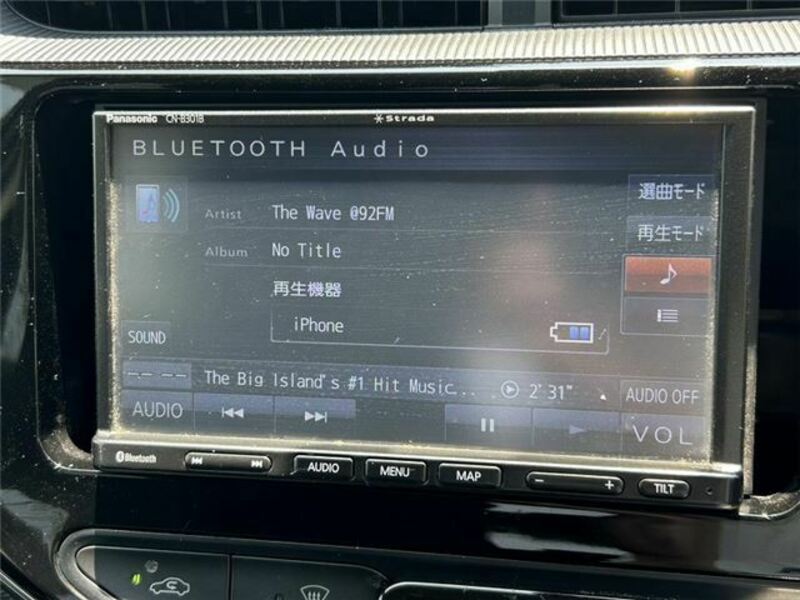 Panasonic CN-B301B
Strada
BLUETOOTH Audio
Artist The Wave @92FM
選曲モード
Album No Title
再生モード
再生機器
iPhone
SOUND
-- --
The Big Island's #1 Hit Music... 2'31"
AUDIO OFF
AUDIO
VOL
Bluetooth
AUDIO
MENU
MAP
- +
TILT